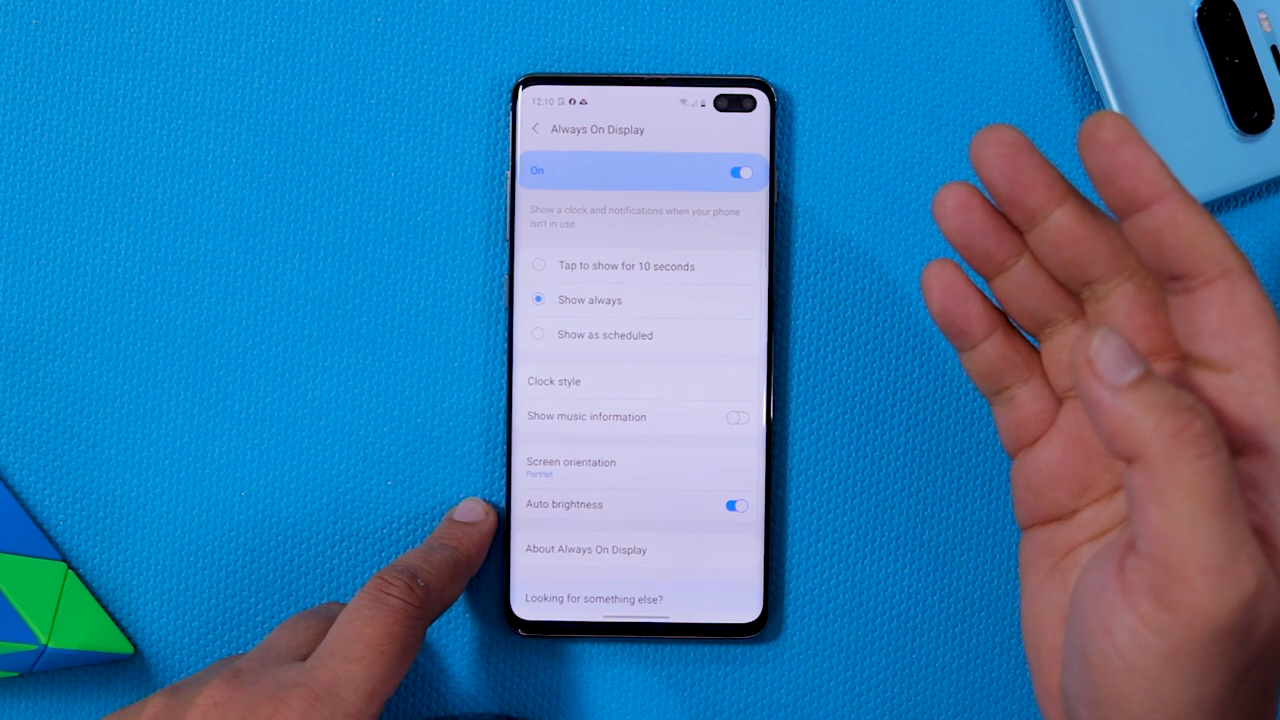 12:10
Always On Display
On
Show a clock and notifications when your phone
isn't in use.
Tap to show for 10 seconds
Show always
Show as scheduled
Clock style
Show music information
Screen orientation
Portrait
Auto brightness
About Always On Display
Looking for something else?